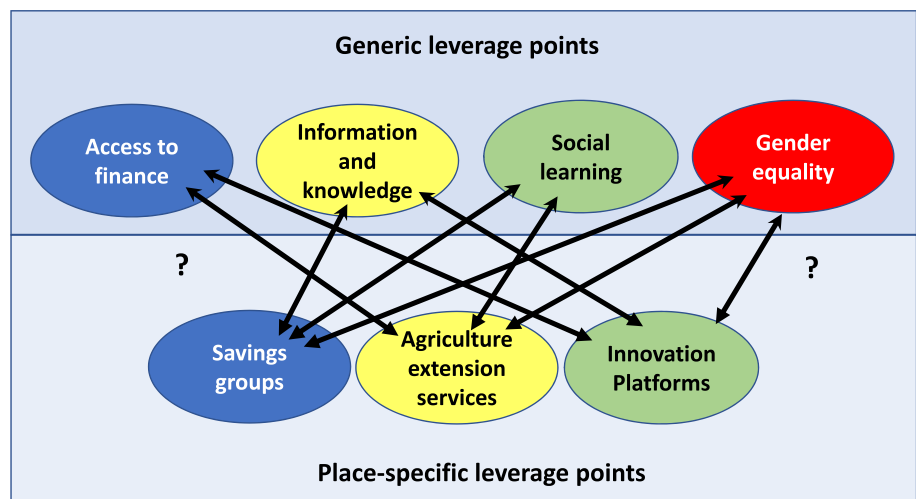 Generic leverage points
Access to
finance
Information
and
knowledge
Social
learning
Gender
equality
?
?
Savings
groups
Agriculture
extension
services
Innovation
Platforms
Place-specific leverage points